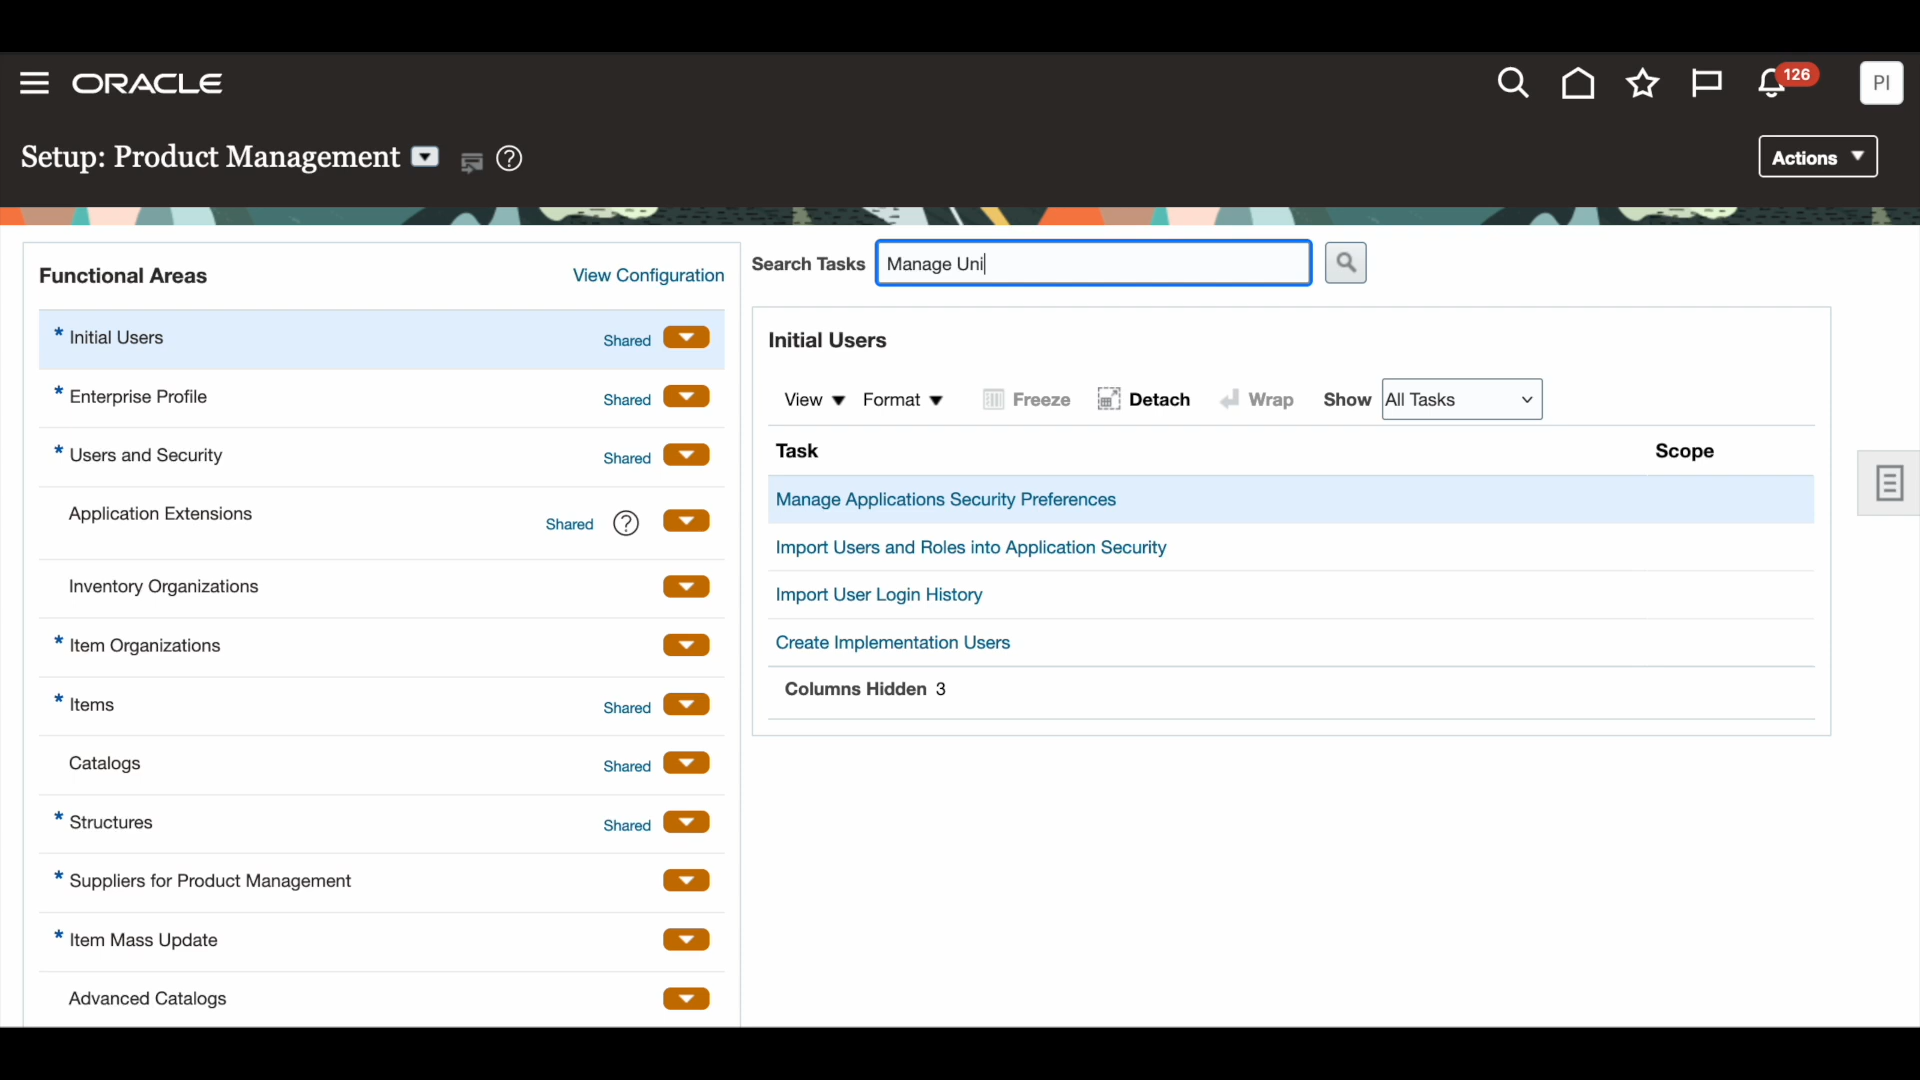 ORACLE
126
PI
Setup: Product Management
Actions
Functional Areas
View Configuration
* Initial Users Shared
* Enterprise Profile Shared
* Users and Security Shared
Application Extensions Shared ?
Inventory Organizations
* Item Organizations
* Items Shared
Catalogs Shared
* Structures Shared
* Suppliers for Product Management
* Item Mass Update
Advanced Catalogs
Search Tasks Manage Uni
Initial Users
View Format Freeze Detach Wrap Show All Tasks
Task Scope
Manage Applications Security Preferences
Import Users and Roles into Application Security
Import User Login History
Create Implementation Users
Columns Hidden 3